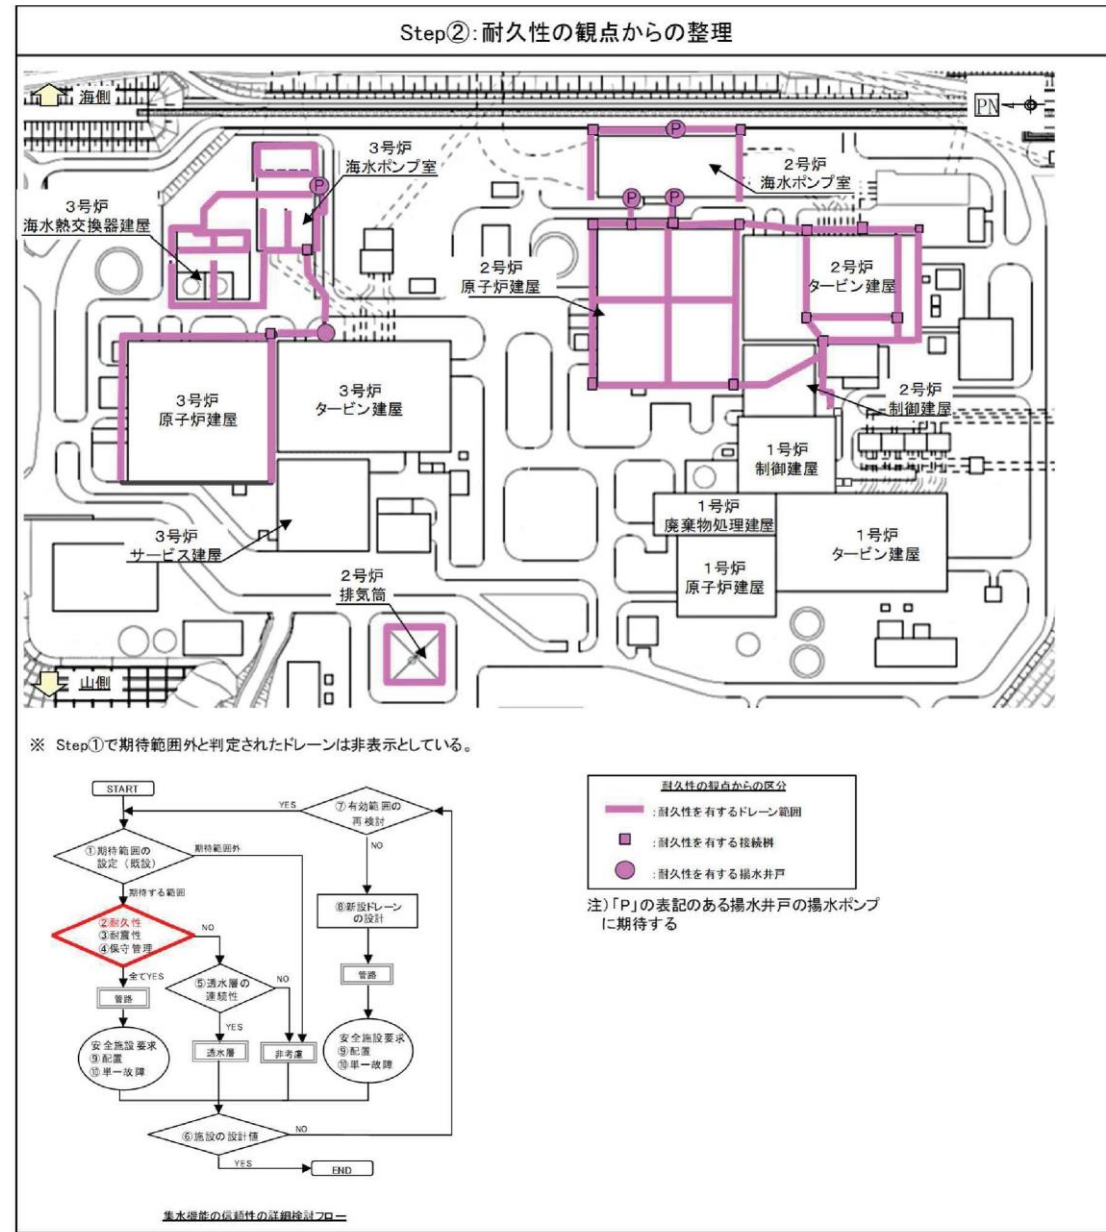 Step②:耐久性の観点からの整理
海側
PN
3号炉
海水ポンプ室
P
P
2号炉
海水ポンプ室
3号炉
海水熱交換器建屋
P
P
2号炉
原子炉建屋
2号炉
タービン建屋
3号炉
原子炉建屋
3号炉
タービン建屋
2号炉
制御建屋
1号炉
制御建屋
1号炉
廃棄物処理建屋
3号炉
サービス建屋
1号炉
タービン建屋
1号炉
原子炉建屋
2号炉
排気筒
山側
※ Step①で期待範囲外と判定されたドレーンは非表示としている。
START
YES
⑦有効範囲の
再検討
①期待範囲の
設定(既設)
期待範囲外
NO
期待する範囲
⑧新設ドレーン
の設計
②耐久性
③耐震性
④保守管理
NO
全てYES
⑤透水層の
連続性
NO
管路
管路
YES
安全施設要求
⑨配置
⑩単一故障
透水層
非考慮
安全施設要求
⑨配置
⑩単一故障
⑥施設の設計値
NO
YES
END
集水機能の信頼性の詳細検討フロー
耐久性の観点からの区分
:耐久性を有するドレーン範囲
:耐久性を有する接続桝
:耐久性を有する揚水井戸
注)「P」の表記のある揚水井戸の揚水ポンプ
に期待する